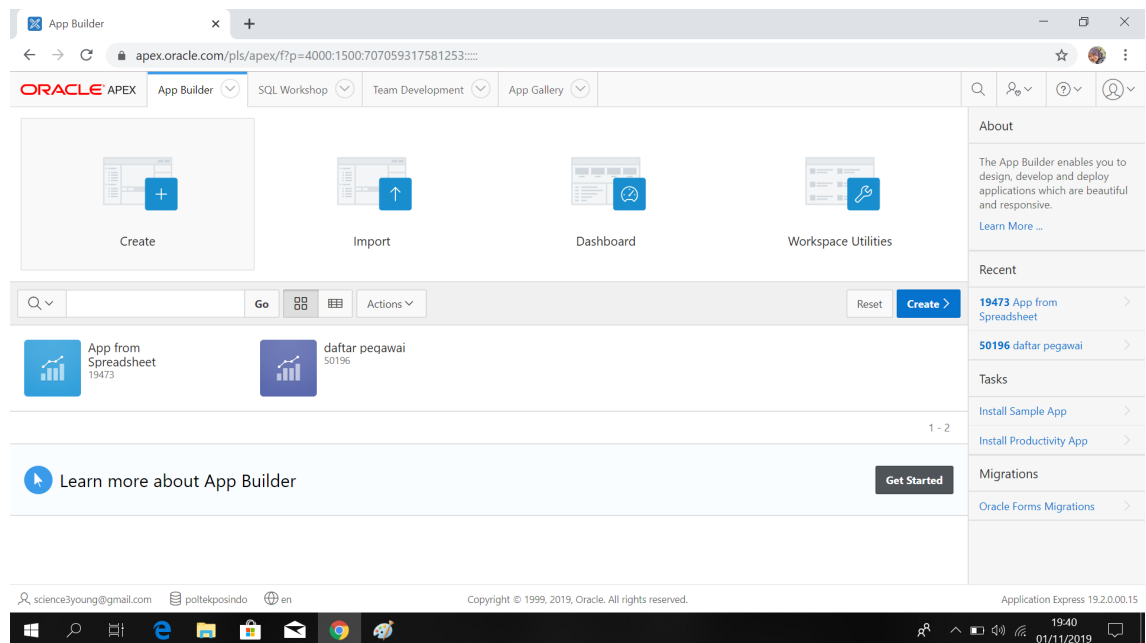 App Builder
apex.oracle.com/pls/apex/f?p=4000:1500:707059317581253:::::
ORACLE APEX App Builder SQL Workshop Team Development App Gallery
Create Import Dashboard Workspace Utilities
Go Actions Reset Create
App from
Spreadsheet
19473
daftar pegawai
50196
1 - 2
Learn more about App Builder Get Started
About
The App Builder enables you to
design, develop and deploy
applications which are beautiful
and responsive.
Learn More ...
Recent
19473 App from
Spreadsheet
50196 daftar pegawai
Tasks
Install Sample App
Install Productivity App
Migrations
Oracle Forms Migrations
science3young@gmail.com poltekposindo en Copyright © 1999, 2019, Oracle. All rights reserved. Application Express 19.2.0.00.15
19:40
01/11/2019